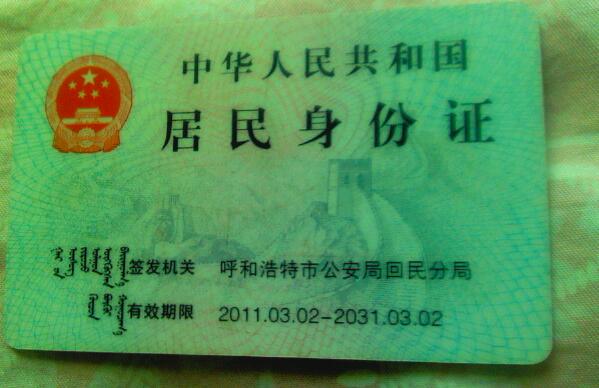 中华人民共和国
居民身份证
签发机关 呼和浩特市公安局回民分局
有效期限 2011.03.02-2031.03.02